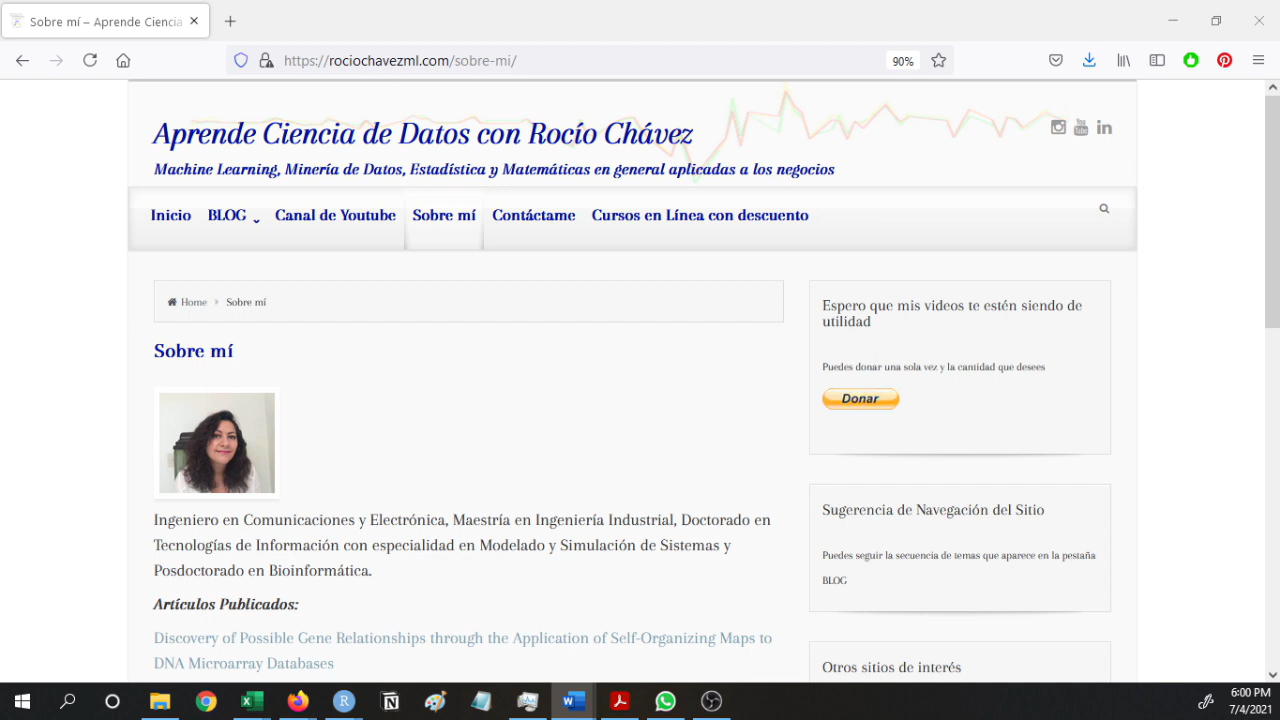 Sobre mí – Aprende Ciencia
https://rociochavezml.com/sobre-mi/
90%
Aprende Ciencia de Datos con Rocío Chávez
Machine Learning, Minería de Datos, Estadística y Matemáticas en general aplicadas a los negocios
Inicio BLOG Canal de Youtube Sobre mí Contáctame Cursos en Línea con descuento
Home Sobre mí
Sobre mí
Ingeniero en Comunicaciones y Electrónica, Maestría en Ingeniería Industrial, Doctorado en
Tecnologías de Información con especialidad en Modelado y Simulación de Sistemas y
Posdoctorado en Bioinformática.
Artículos Publicados:
Discovery of Possible Gene Relationships through the Application of Self-Organizing Maps to
DNA Microarray Databases
Espero que mis videos te estén siendo de
utilidad
Puedes donar una sola vez y la cantidad que desees
Donar
Sugerencia de Navegación del Sitio
Puedes seguir la secuencia de temas que aparece en la pestaña
BLOG
Otros sitios de interés
6:00 PM
7/4/2021